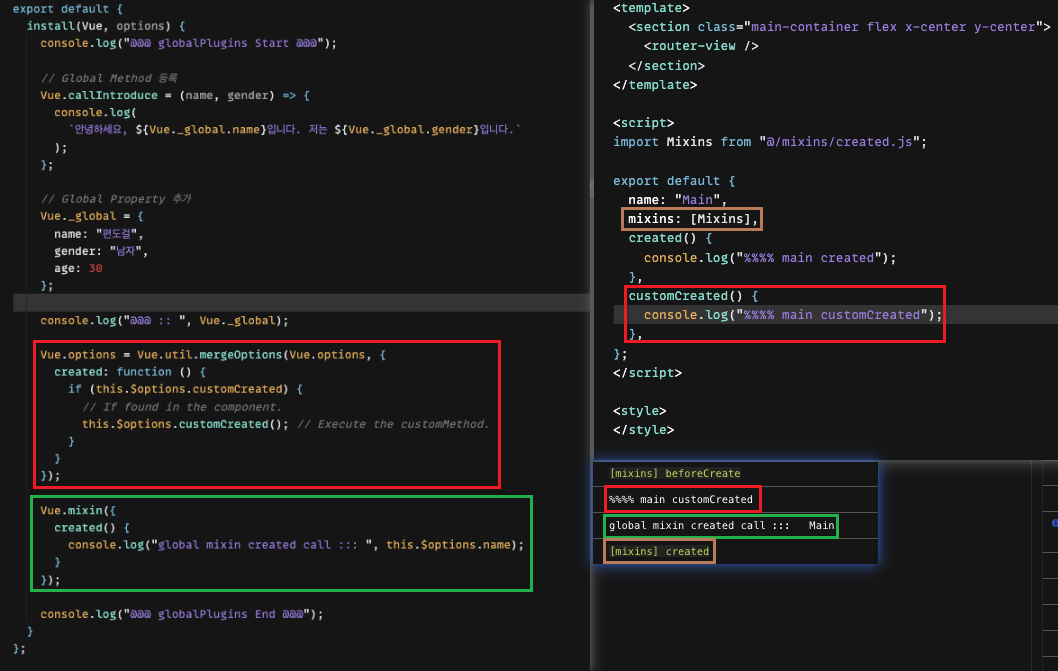 export default {
  install(Vue, options) {
    console.log("@@@ globalPlugins Start @@@");

    // Global Method 등록
    Vue.callIntroduce = (name, gender) => {
      console.log(
        `안녕하세요, ${Vue._global.name}입니다. 저는 ${Vue._global.gender}입니다.`
      );
    };

    // Global Property 추가
    Vue._global = {
      name: "편도걸",
      gender: "남자",
      age: 30
    };

    console.log("@@@ :: ", Vue._global);

    Vue.options = Vue.util.mergeOptions(Vue.options, {
      created: function () {
        if (this.$options.customCreated) {
          // If found in the component.
          this.$options.customCreated(); // Execute the customMethod.
        }
      }
    });

    Vue.mixin({
      created() {
        console.log("global mixin created call ::: ", this.$options.name);
      }
    });

    console.log("@@@ globalPlugins End @@@");
  }
};
<template>
  <section class="main-container flex x-center y-center">
    <router-view />
  </section>
</template>

<script>
import Mixins from "@/mixins/created.js";

export default {
  name: "Main",
  mixins: [Mixins],
  created() {
    console.log("%%%% main created");
  },
  customCreated() {
    console.log("%%%% main customCreated");
  },
};
</script>

<style>
</style>
[mixins] beforeCreate
%%%% main customCreated
global mixin created call :::   Main
[mixins] created